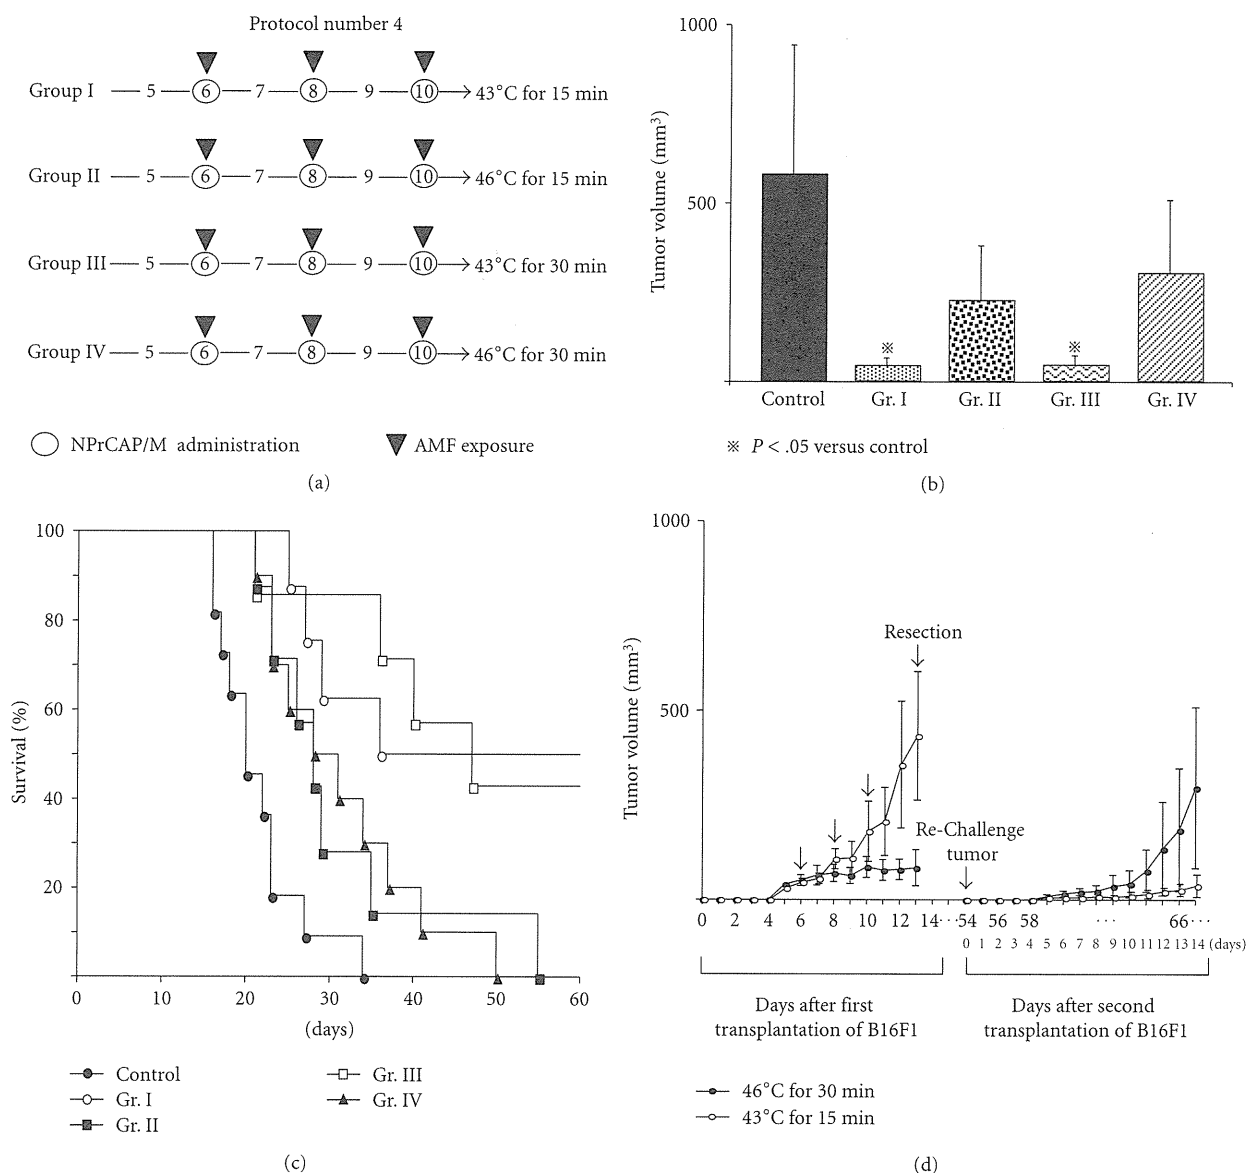 Protocol number 4
Group I 5 6 7 8 9 10 43°C for 15 min
Group II 5 6 7 8 9 10 46°C for 15 min
Group III 5 6 7 8 9 10 43°C for 30 min
Group IV 5 6 7 8 9 10 46°C for 30 min
NPrCAP/M administration
AMF exposure
(a)
1000
500
Tumor volume (mm³)
※ ※
Control Gr. I Gr. II Gr. III Gr. IV
※ P < .05 versus control
(b)
100
80
60
40
20
Survival (%)
0 10 20 30 40 50 60
(days)
Control
Gr. I
Gr. II
Gr. III
Gr. IV
(c)
1000
500
Tumor volume (mm³)
Resection
Re-Challenge
tumor
0 2 4 6 8 10 12 14 ··· 54 56 58 ··· 66 ···
0 1 2 3 4 5 6 7 8 9 10 11 12 13 14 (days)
Days after first
transplantation of B16F1
Days after second
transplantation of B16F1
46°C for 30 min
43°C for 15 min
(d)